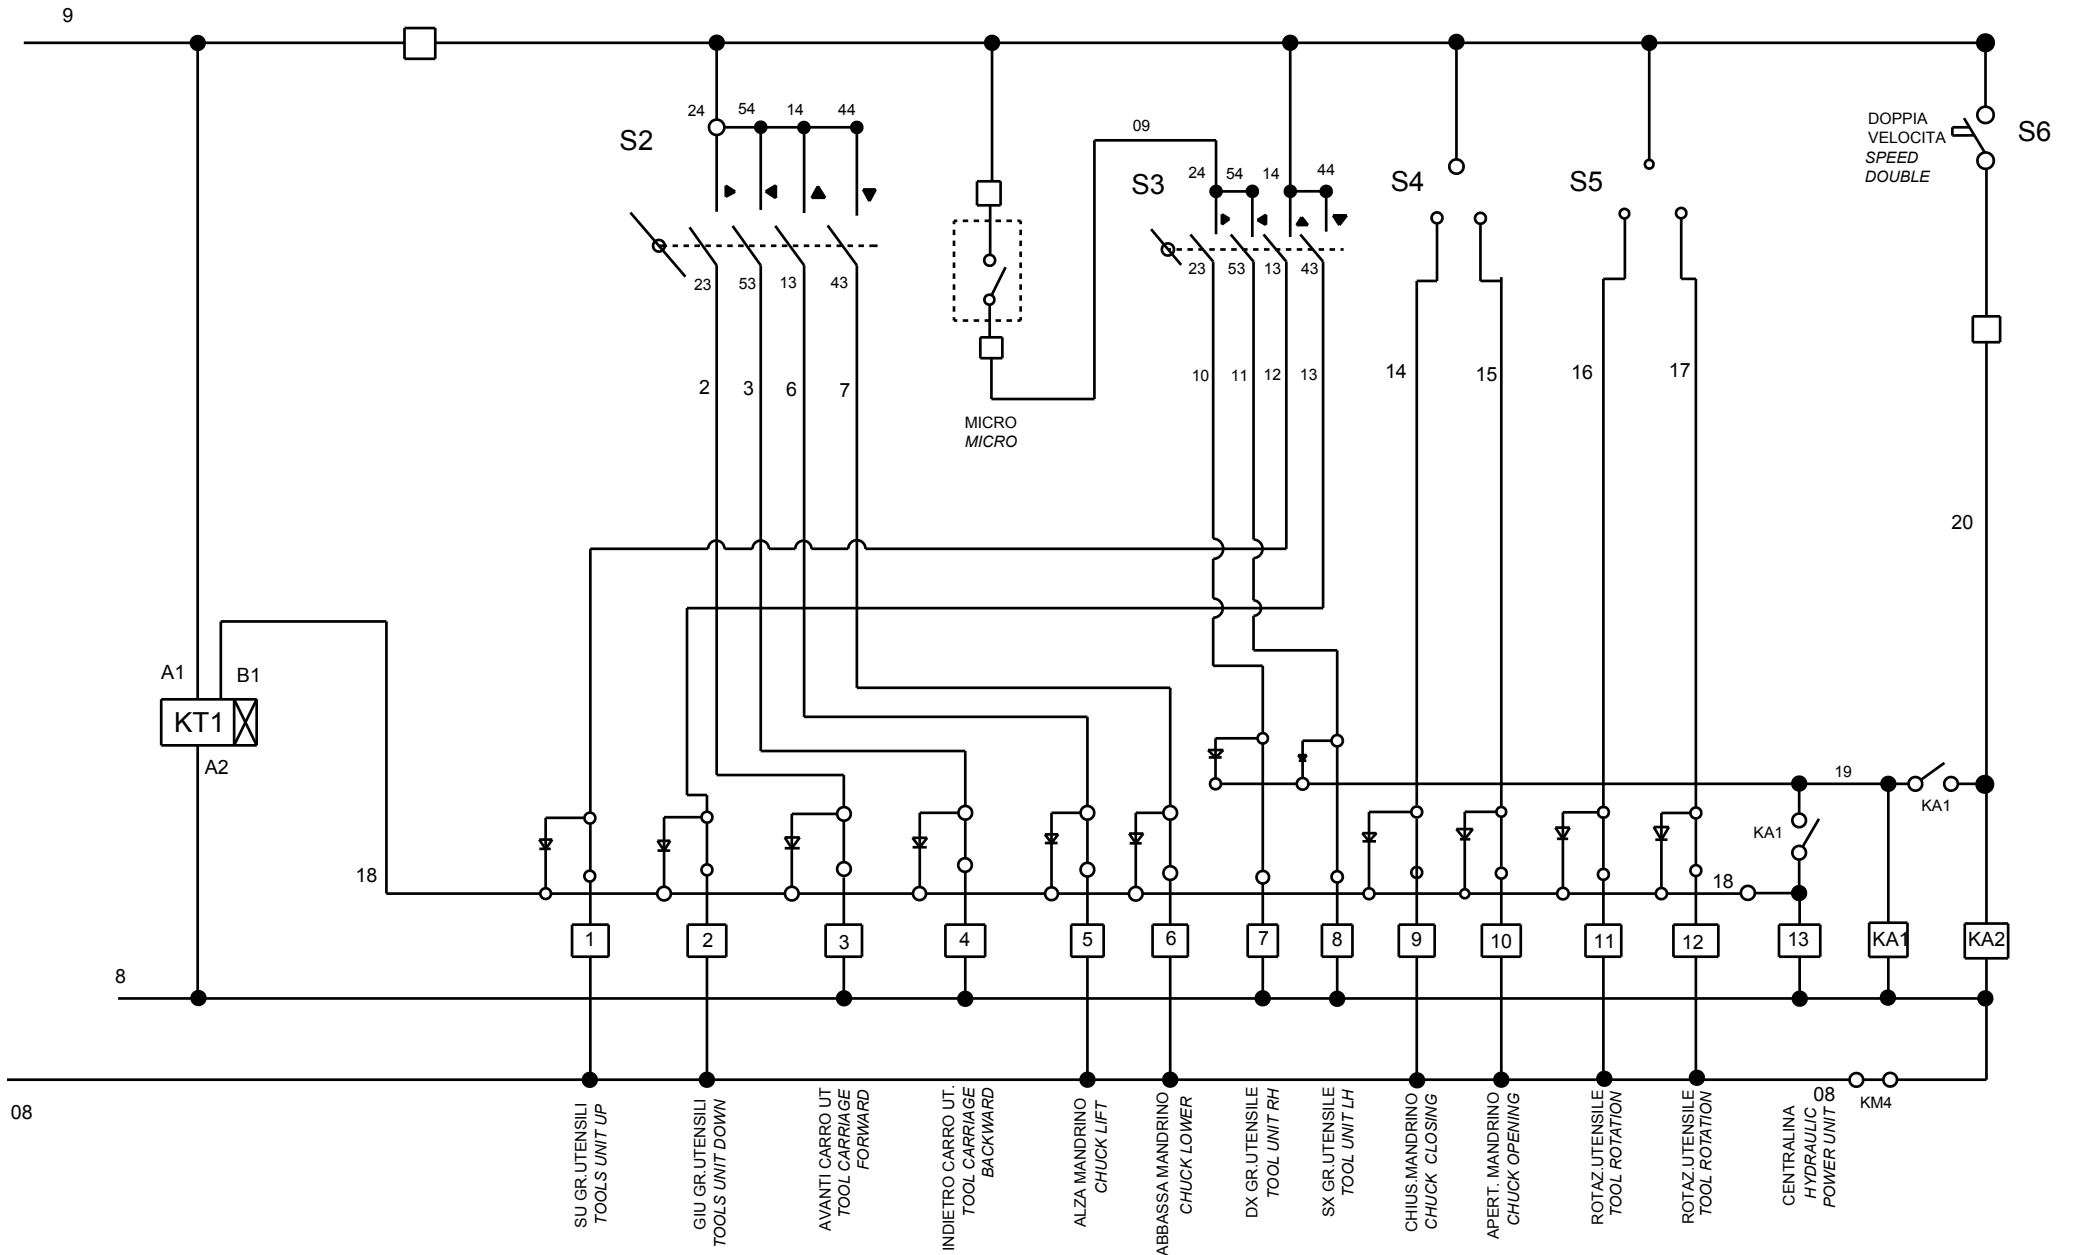 9
24
54
14
44
S2
23
53
13
43
2
3
6
7
MICRO
MICRO
09
S3
24
54
14
44
23
53
13
43
10
11
12
13
S4
14
15
S5
16
17
DOPPIA
VELOCITA
SPEED
DOUBLE
S6
20
A1
B1
KT1
A2
19
KA1
KA1
18
18
1
2
3
4
5
6
7
8
9
10
11
12
13
KA1
KA2
8
08
08
KM4
SU GR.UTENSILI
TOOLS UNIT UP
GIU GR.UTENSILI
TOOLS UNIT DOWN
AVANTI CARRO UT
TOOL CARRIAGE
FORWARD
INDIETRO CARRO UT.
TOOL CARRIAGE
BACKWARD
ALZA MANDRINO
CHUCK LIFT
ABBASSA MANDRINO
CHUCK LOWER
DX GR.UTENSILE
TOOL UNIT RH
SX GR.UTENSILE
TOOL UNIT LH
CHIUS.MANDRINO
CHUCK CLOSING
APERT. MANDRINO
CHUCK OPENING
ROTAZ.UTENSILE
TOOL ROTATION
ROTAZ.UTENSILE
TOOL ROTATION
CENTRALINA
HYDRAULIC
POWER UNIT